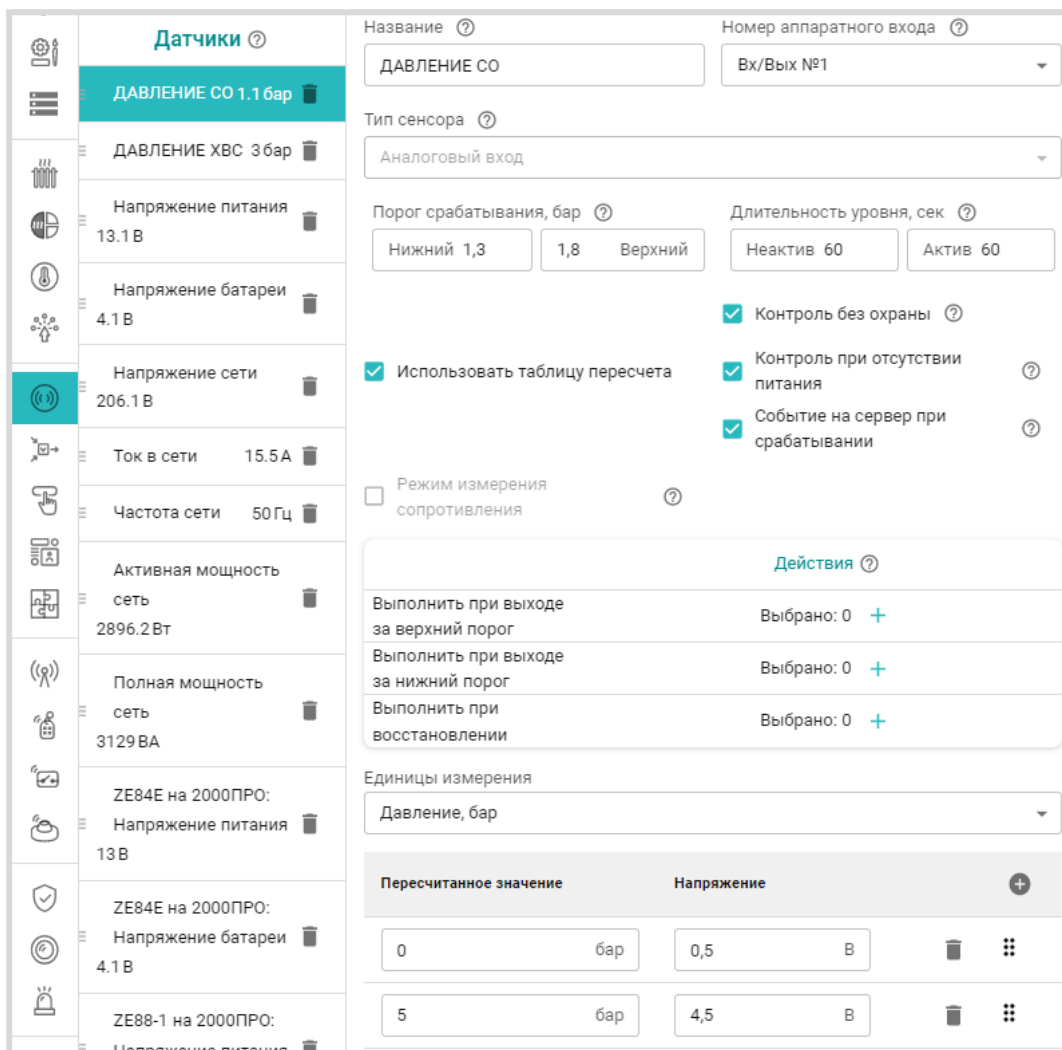 Датчики
ДАВЛЕНИЕ СО 1.1 бар
ДАВЛЕНИЕ ХВС 3 бар
Напряжение питания
13.1 В
Напряжение батареи
4.1 В
Напряжение сети
206.1 В
Ток в сети 15.5 А
Частота сети 50 Гц
Активная мощность
сеть
2896.2 Вт
Полная мощность
сеть
3129 ВА
ZE84E на 2000ПРО:
Напряжение питания
13 В
ZE84E на 2000ПРО:
Напряжение батареи
4.1 В
ZE88-1 на 2000ПРО:
Напряжение питания
Название
ДАВЛЕНИЕ СО
Номер аппаратного входа
Вх/Вых №1
Тип сенсора
Аналоговый вход
Порог срабатывания, бар
Нижний 1,3
1,8 Верхний
Длительность уровня, сек
Неактив 60
Актив 60
Контроль без охраны
Использовать таблицу пересчета
Контроль при отсутствии
питания
Событие на сервер при
срабатывании
Режим измерения
сопротивления
Действия
Выполнить при выходе
за верхний порог
Выбрано: 0
Выполнить при выходе
за нижний порог
Выбрано: 0
Выполнить при
восстановлении
Выбрано: 0
Единицы измерения
Давление, бар
Пересчитанное значение Напряжение
0 бар 0,5 В
5 бар 4,5 В